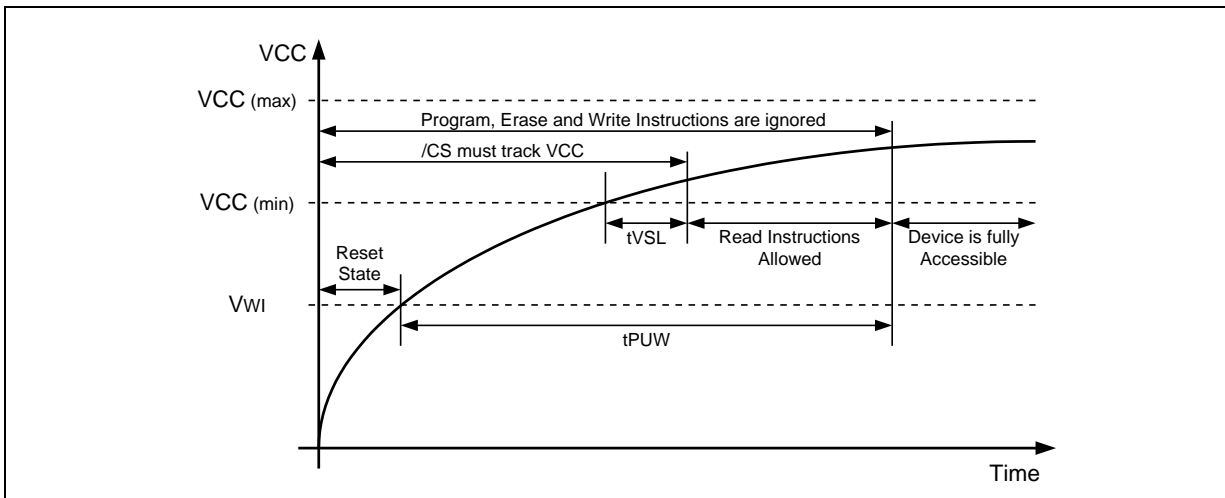 VCC
VCC (max)
Program, Erase and Write Instructions are ignored
/CS must track VCC
VCC (min)
tVSL
Read Instructions
Allowed
Device is fully
Accessible
Reset
State
VWI
tPUW
Time